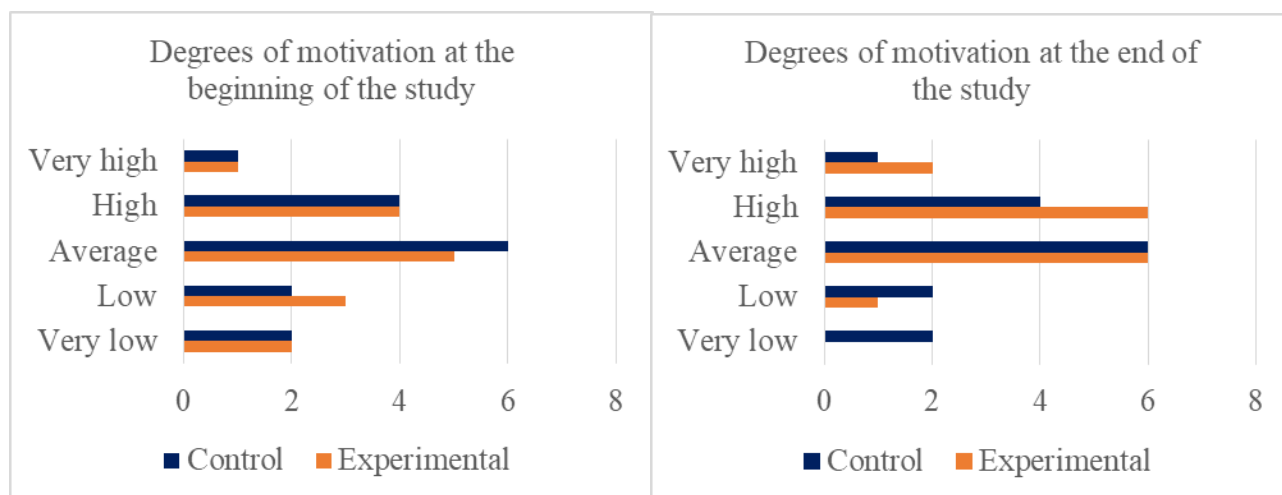 Degrees of motivation at the
beginning of the study
Very high
High
Average
Low
Very low
0 2 4 6 8
Control Experimental
Degrees of motivation at the end of
the study
Very high
High
Average
Low
Very low
0 2 4 6 8
Control Experimental